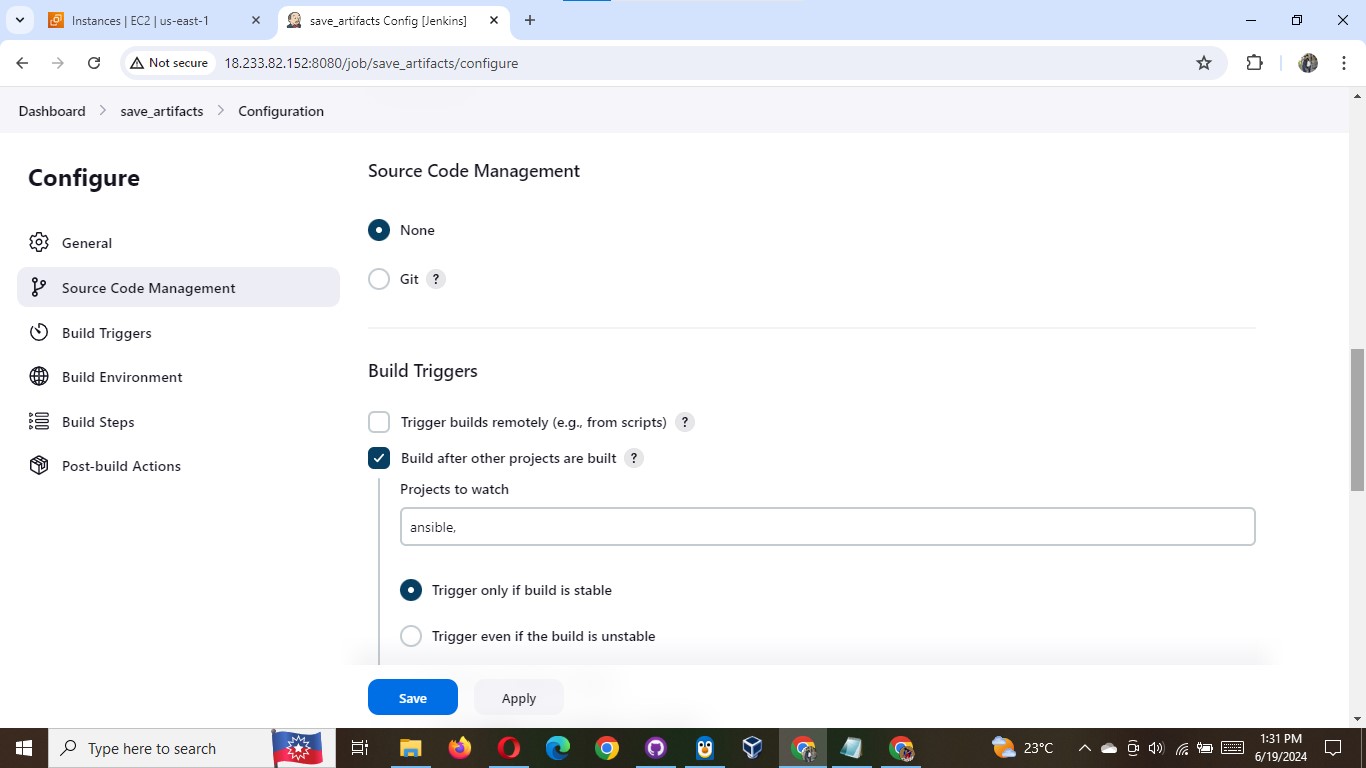 Instances | EC2 | us-east-1
save_artifacts Config [Jenkins]
Not secure
18.233.82.152:8080/job/save_artifacts/configure
Dashboard
save_artifacts
Configuration
Configure
General
Source Code Management
Build Triggers
Build Environment
Build Steps
Post-build Actions
Source Code Management
None
Git ?
Build Triggers
Trigger builds remotely (e.g., from scripts) ?
Build after other projects are built ?
Projects to watch
ansible,
Trigger only if build is stable
Trigger even if the build is unstable
Save
Apply
Type here to search
23°C
1:31 PM
6/19/2024